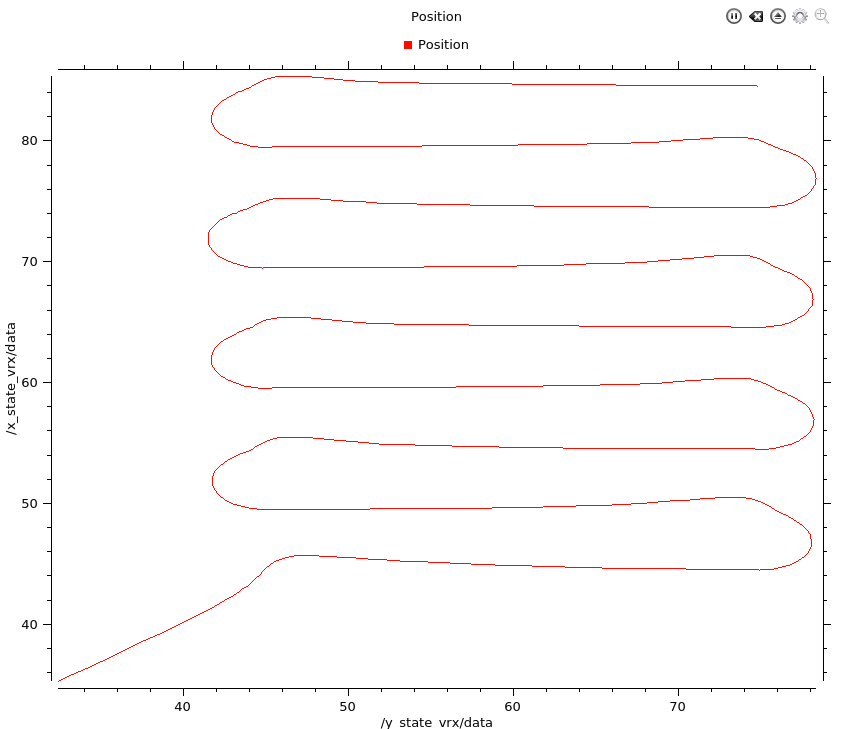 Position
Position
80
70
60
50
40
/x_state_vrx/data
40 50 60 70
/y_state_vrx/data